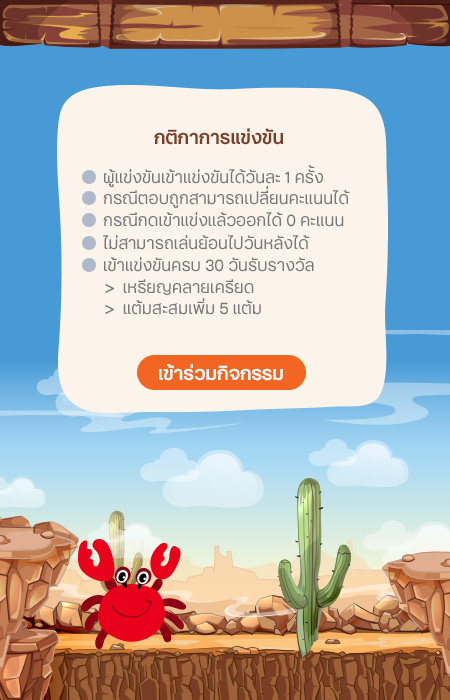 กติกาการแข่งขัน
ผู้แข่งขันเข้าแข่งขันได้วันละ 1 ครั้ง
กรณีตอบถูกสามารถเปลี่ยนคะแนนได้
กรณีกดเข้าแข่งแล้วออกได้ 0 คะแนน
ไม่สามารถเล่นย้อนไปวันหลังได้
เข้าแข่งขันครบ 30 วันรับรางวัล
> เหรียญคลายเครียด
> แต้มสะสมเพิ่ม 5 แต้ม
เข้าร่วมกิจกรรม